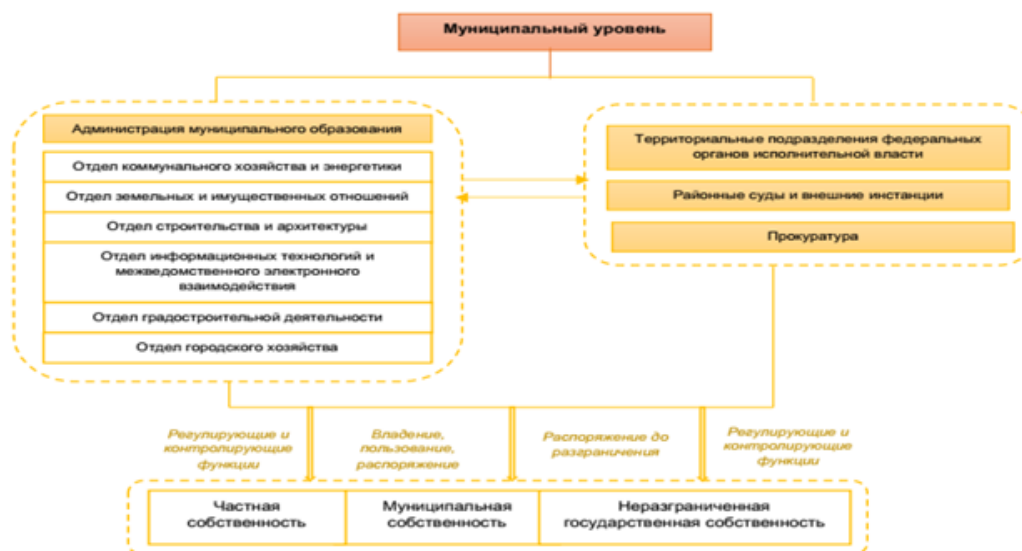 Муниципальный уровень
Администрация муниципального образования
Отдел коммунального хозяйства и энергетики
Отдел земельных и имущественных отношений
Отдел строительства и архитектуры
Отдел информационных технологий и
межведомственного электронного
взаимодействия
Отдел градостроительной деятельности
Отдел городского хозяйства
Территориальные подразделения федеральных
органов исполнительной власти
Районные суды и внешние инстанции
Прокуратура
Регулирующие и
контролирующие
функции
Владение,
пользование,
распоряжение
Распоряжение до
разграничения
Регулирующие и
контролирующие
функции
Частная
собственность
Муниципальная
собственность
Неразграниченная
государственная собственность